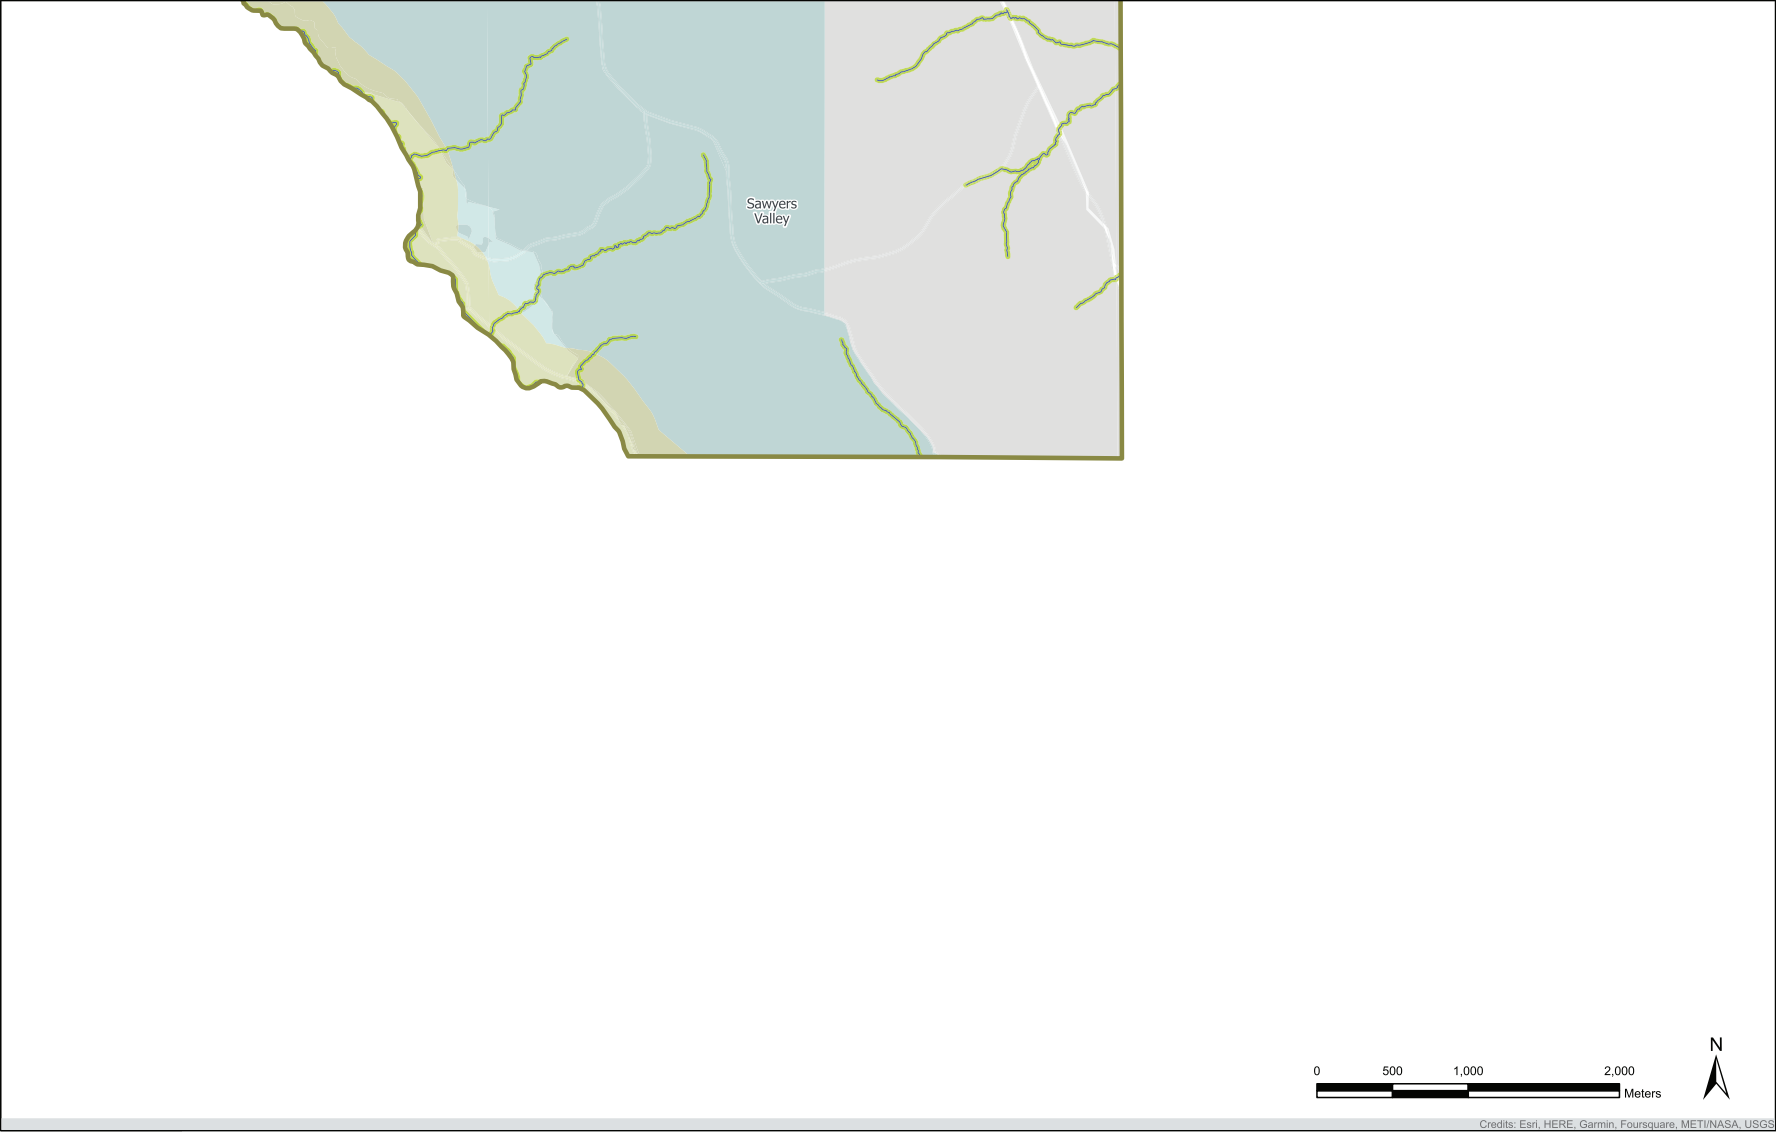 Sawyers
Valley
N
0 500 1,000 2,000
Meters
Credits: Esri, HERE, Garmin, Foursquare, METI/NASA, USGS